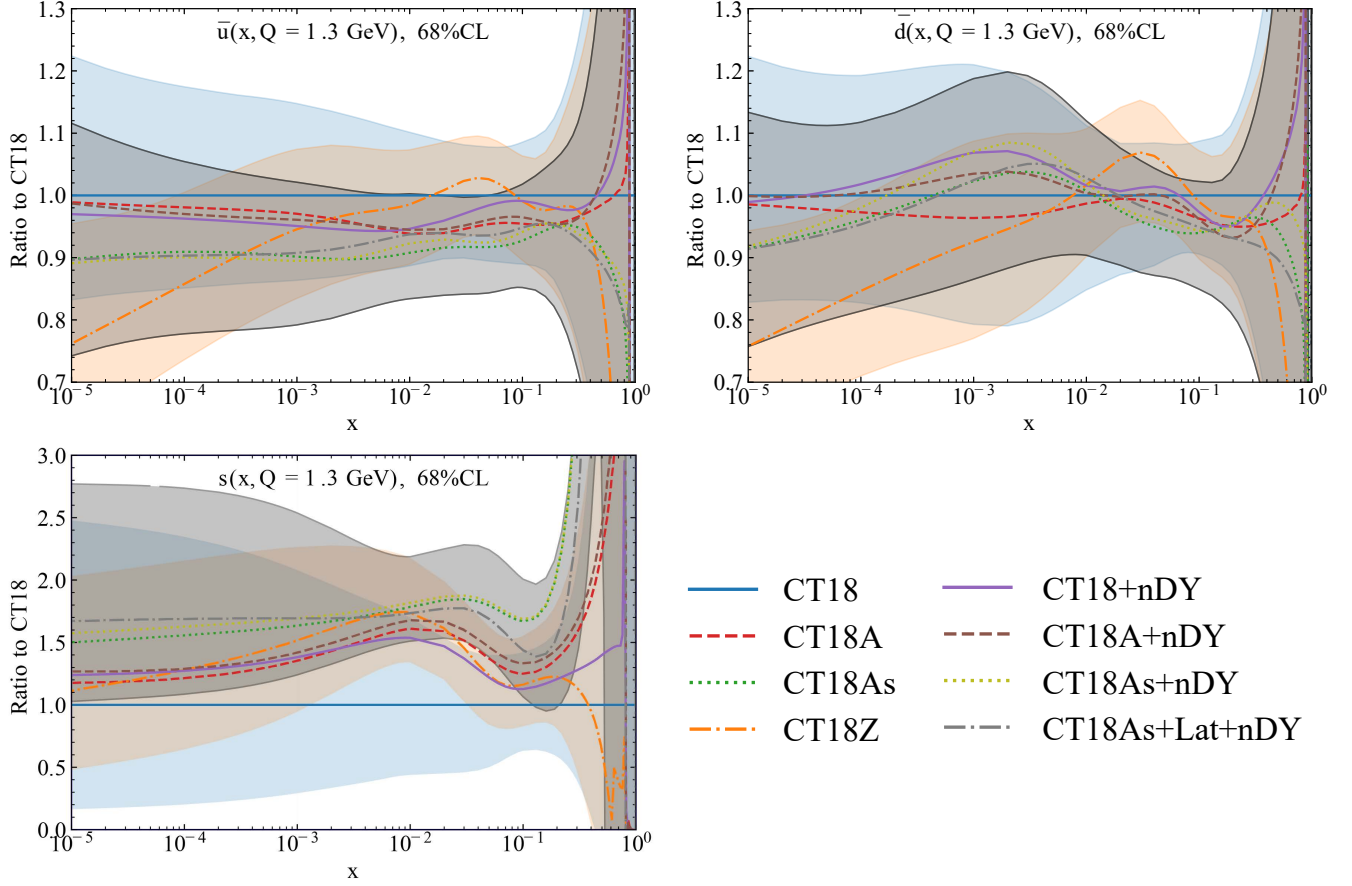 u̅(x, Q = 1.3 GeV), 68%CL
Ratio to CT18
1.3
1.2
1.1
1.0
0.9
0.8
0.7
10⁻⁵ 10⁻⁴ 10⁻³ 10⁻² 10⁻¹ 10⁰
x
d̅(x, Q = 1.3 GeV), 68%CL
Ratio to CT18
1.3
1.2
1.1
1.0
0.9
0.8
0.7
10⁻⁵ 10⁻⁴ 10⁻³ 10⁻² 10⁻¹ 10⁰
x
s(x, Q = 1.3 GeV), 68%CL
Ratio to CT18
3.0
2.5
2.0
1.5
1.0
0.5
0.0
10⁻⁵ 10⁻⁴ 10⁻³ 10⁻² 10⁻¹ 10⁰
x
CT18
CT18A
CT18As
CT18Z
CT18+nDY
CT18A+nDY
CT18As+nDY
CT18As+Lat+nDY